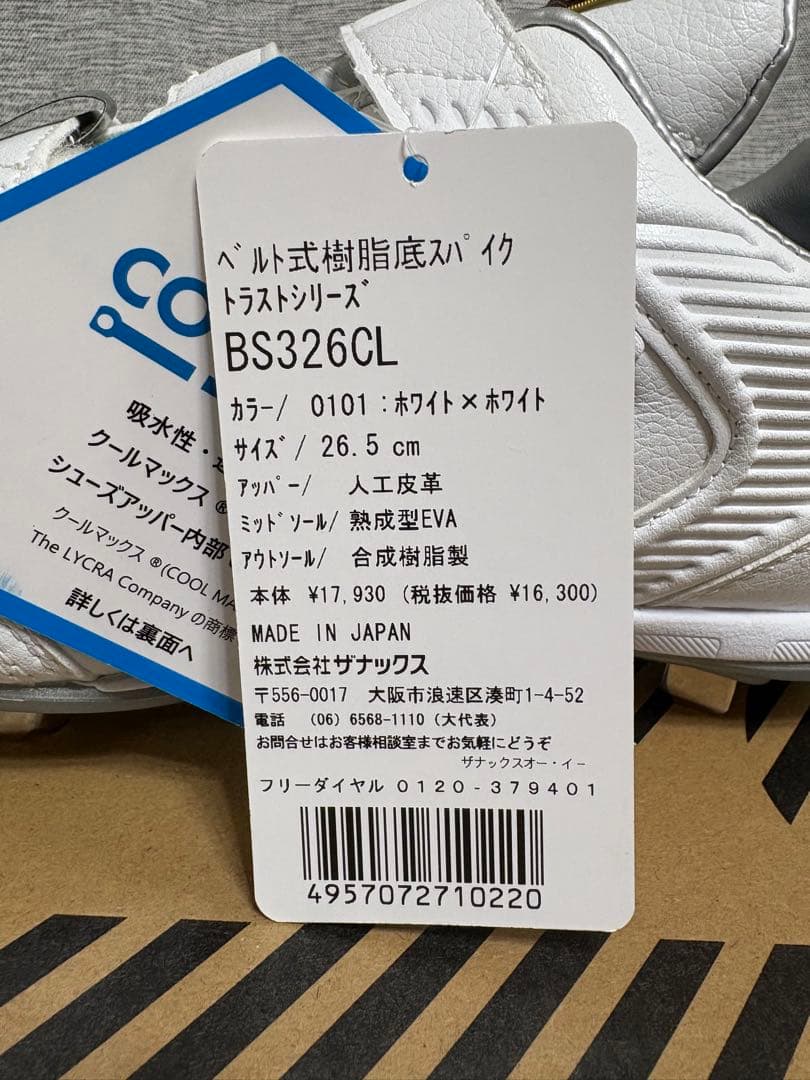 ベルト式樹脂底スパイク
トラストシリーズ
BS326CL
カラー/ 0101:ホワイト×ホワイト
サイズ/ 26.5 cm
アッパー/ 人工皮革
ミッドソール/ 熟成型EVA
アウトソール/ 合成樹脂製
本体 ¥17,930 (税抜価格 ¥16,300)
MADE IN JAPAN
株式会社ザナックス
〒556-0017 大阪市浪速区湊町1-4-52
電話 (06) 6568-1110 (大代表)
お問合せはお客様相談室までお気軽にどうぞ
ザナックスオー・イー
フリーダイヤル 0120-379401
4957072710220
COO
吸水性・
クールマックス ®
シューズアッパー内部
クールマックス ®(COOL MA
The LYCRA Company の商標
詳しくは裏面へ